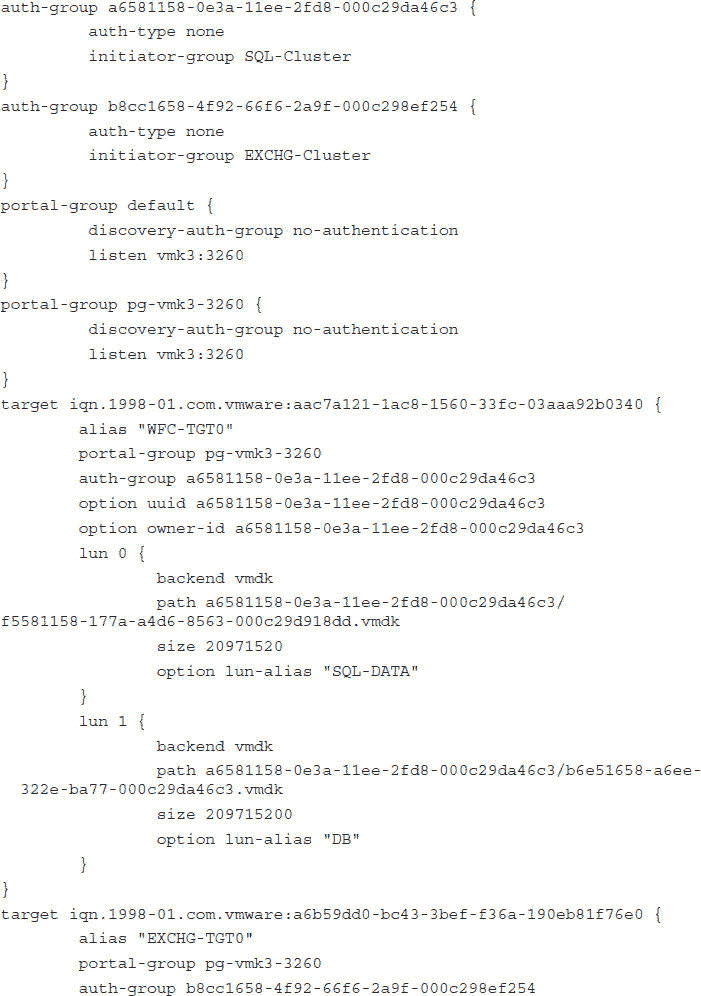 auth-group a6581158-0e3a-11ee-2fd8-000c29da46c3 {
auth-type none
initiator-group SQL-Cluster
}
auth-group b8cc1658-4f92-66f6-2a9f-000c298ef254 {
auth-type none
initiator-group EXCHG-Cluster
}
portal-group default {
discovery-auth-group no-authentication
listen vmk3:3260
}
portal-group pg-vmk3-3260 {
discovery-auth-group no-authentication
listen vmk3:3260
}
target iqn.1998-01.com.vmware:aac7a121-1ac8-1560-33fc-03aaa92b0340 {
alias "WFC-TGT0"
portal-group pg-vmk3-3260
auth-group a6581158-0e3a-11ee-2fd8-000c29da46c3
option uuid a6581158-0e3a-11ee-2fd8-000c29da46c3
option owner-id a6581158-0e3a-11ee-2fd8-000c29da46c3
lun 0 {
backend vmdk
path a6581158-0e3a-11ee-2fd8-000c29da46c3/
f5581158-177a-a4d6-8563-000c29d918dd.vmdk
size 20971520
option lun-alias "SQL-DATA"
}
lun 1 {
backend vmdk
path a6581158-0e3a-11ee-2fd8-000c29da46c3/b6e51658-a6ee-
322e-ba77-000c29da46c3.vmdk
size 209715200
option lun-alias "DB"
}
}
target iqn.1998-01.com.vmware:a6b59dd0-bc43-3bef-f36a-190eb81f76e0 {
alias "EXCHG-TGT0"
portal-group pg-vmk3-3260
auth-group b8cc1658-4f92-66f6-2a9f-000c298ef254